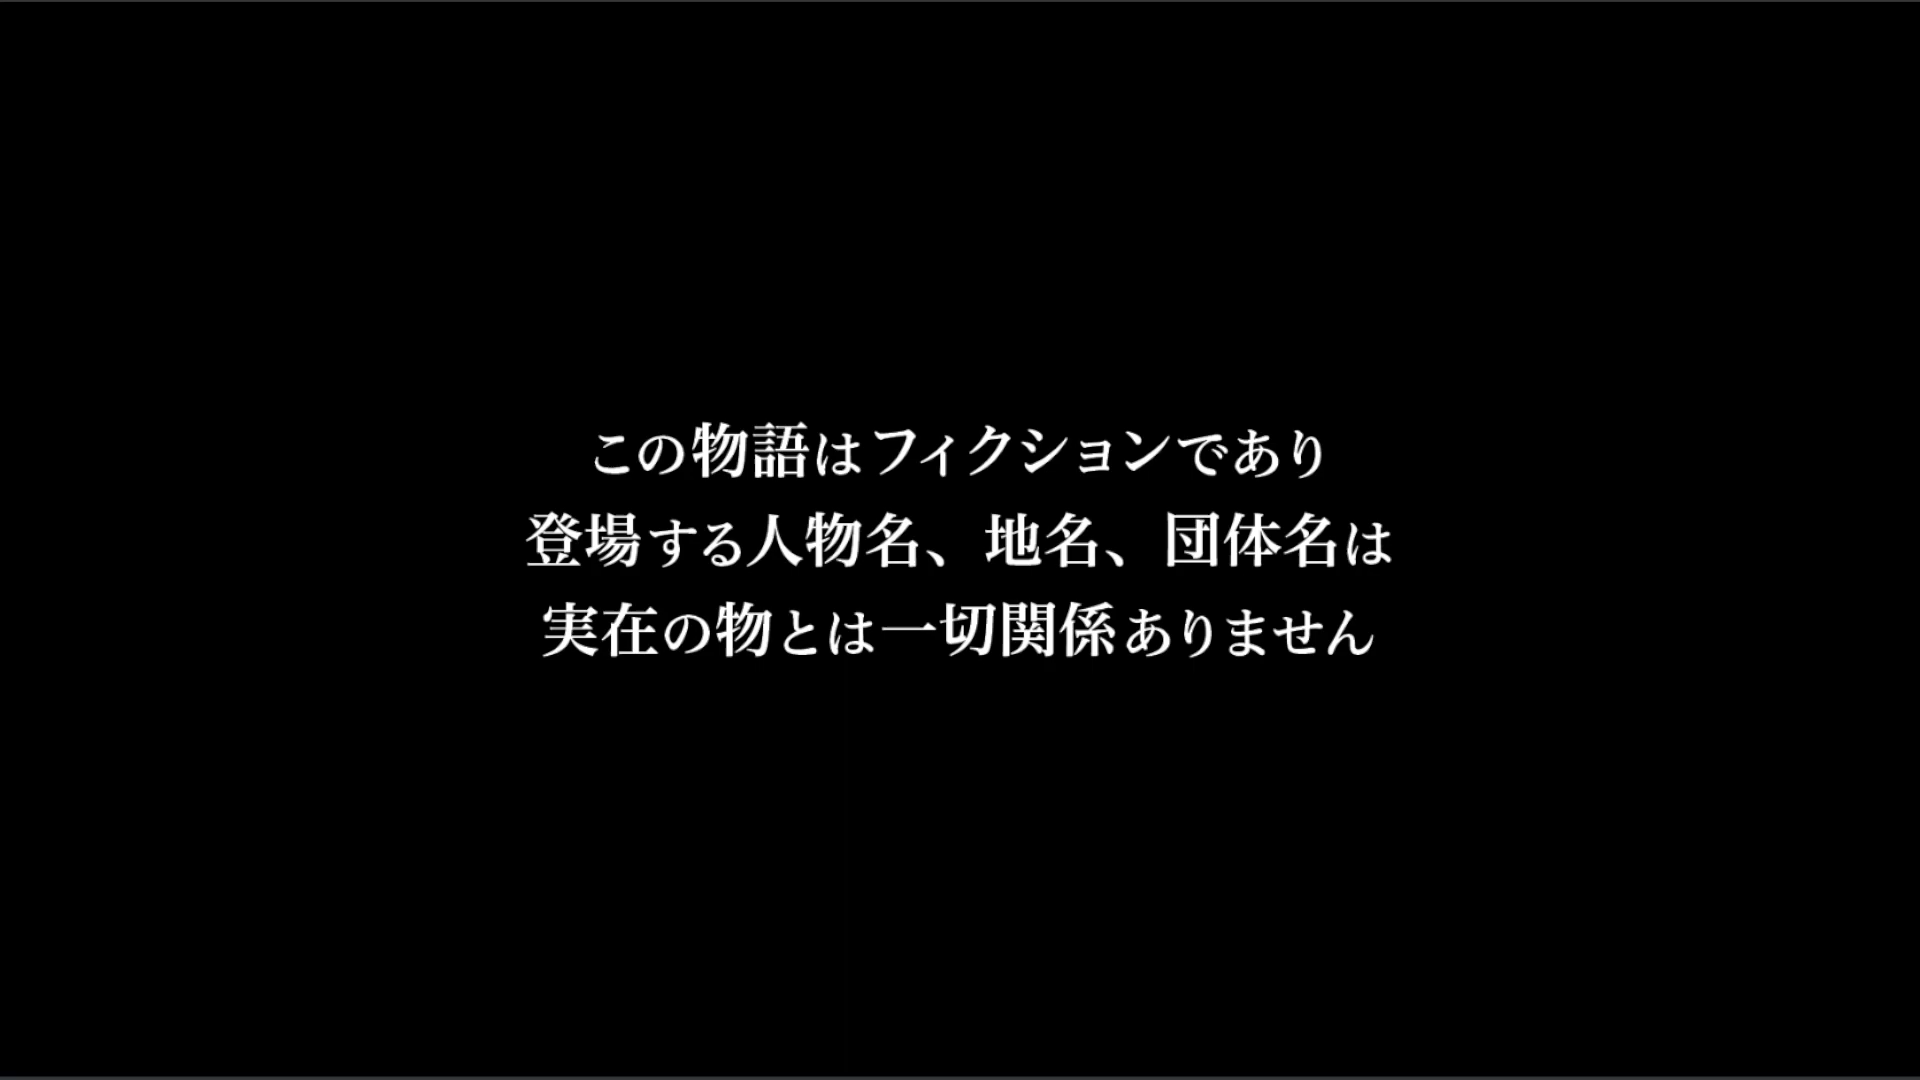 この物語はフィクションであり
登場する人物名、地名、団体名は
実在の物とは一切関係ありません